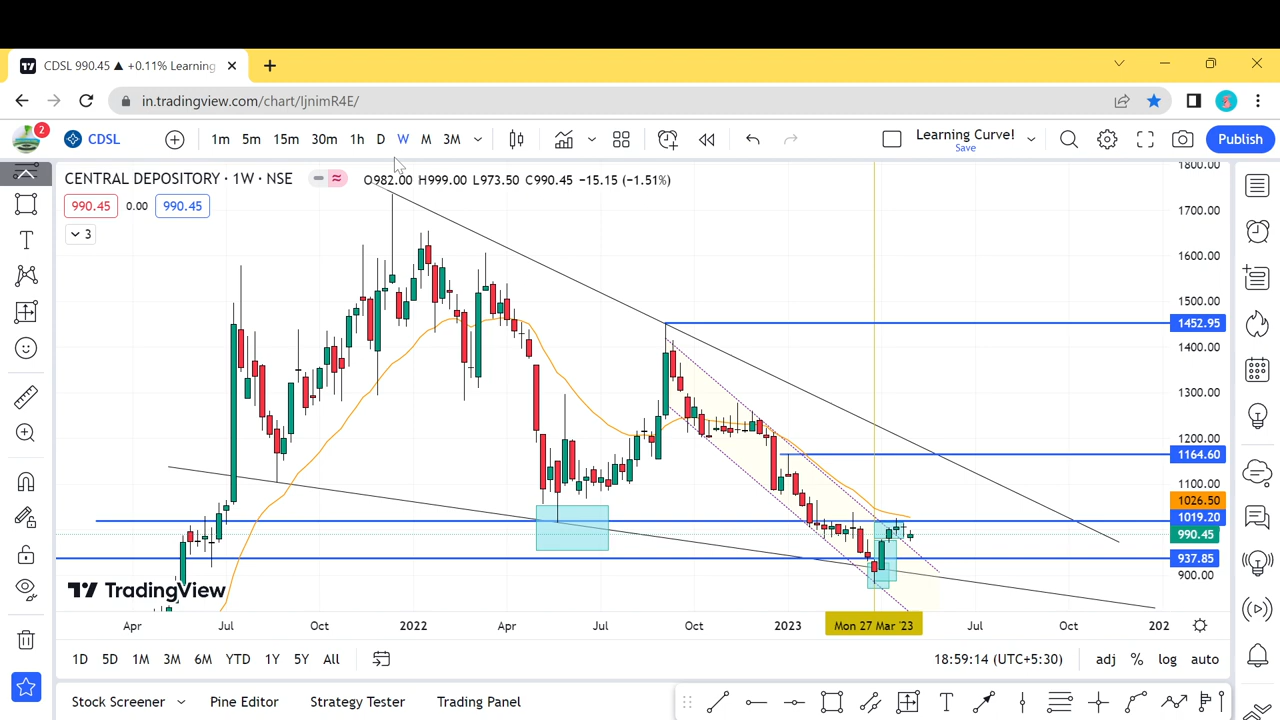 CDSL 990.45 ▲ +0.11% Learning
in.tradingview.com/chart/IjnimR4E/
2
CDSL
1m 5m 15m 30m 1h D W M 3M
Learning Curve!
Save
Publish
CENTRAL DEPOSITORY · 1W · NSE
O982.00 H999.00 L973.50 C990.45 −15.15 (−1.51%)
990.45 0.00 990.45
3
1800.00
1700.00
1600.00
1500.00
1452.95
1400.00
1300.00
1200.00
1164.60
1100.00
1026.50
1019.20
990.45
937.85
900.00
TradingView
Apr Jul Oct 2022 Apr Jul Oct 2023 Mon 27 Mar '23 Jul Oct 202
1D 5D 1M 3M 6M YTD 1Y 5Y All
18:59:14 (UTC+5:30) adj % log auto
Stock Screener Pine Editor Strategy Tester Trading Panel